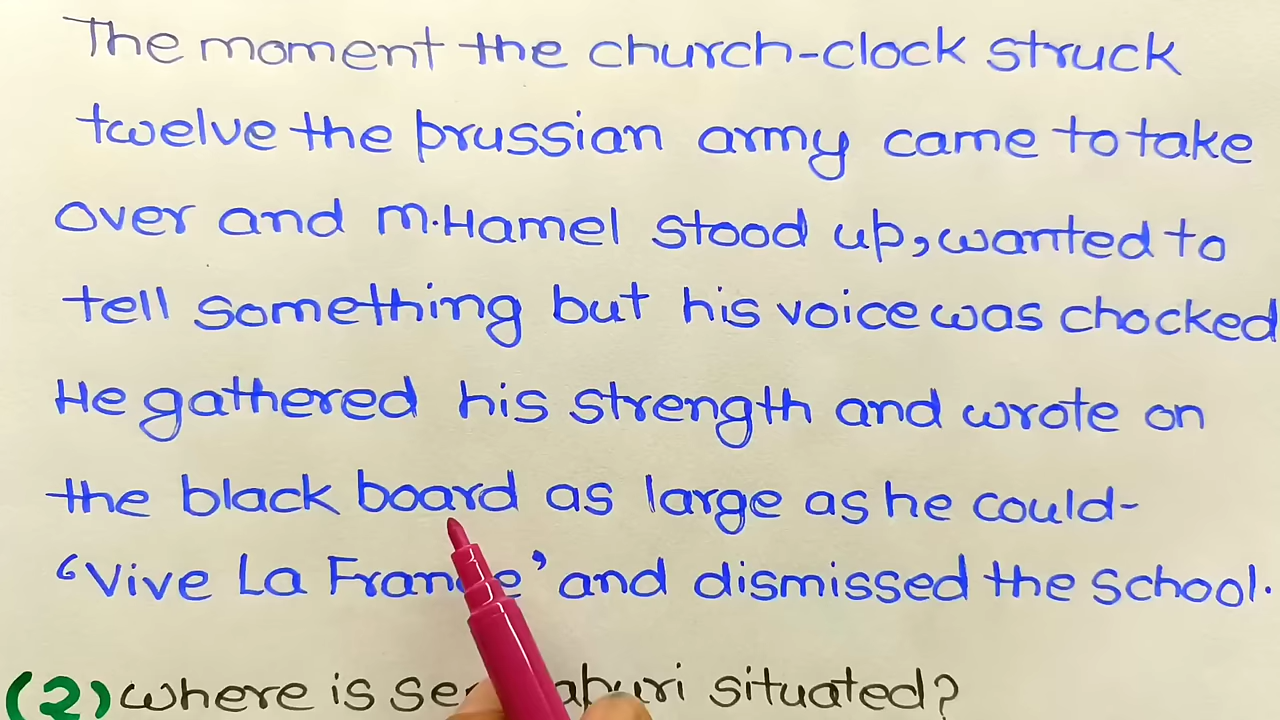 The moment the church-clock struck
twelve the prussian army came to take
over and M.Hamel stood up, wanted to
tell something but his voice was chocked
He gathered his strength and wrote on
the black board as large as he could-
'Vive La France' and dismissed the school.
(2) where is situated?